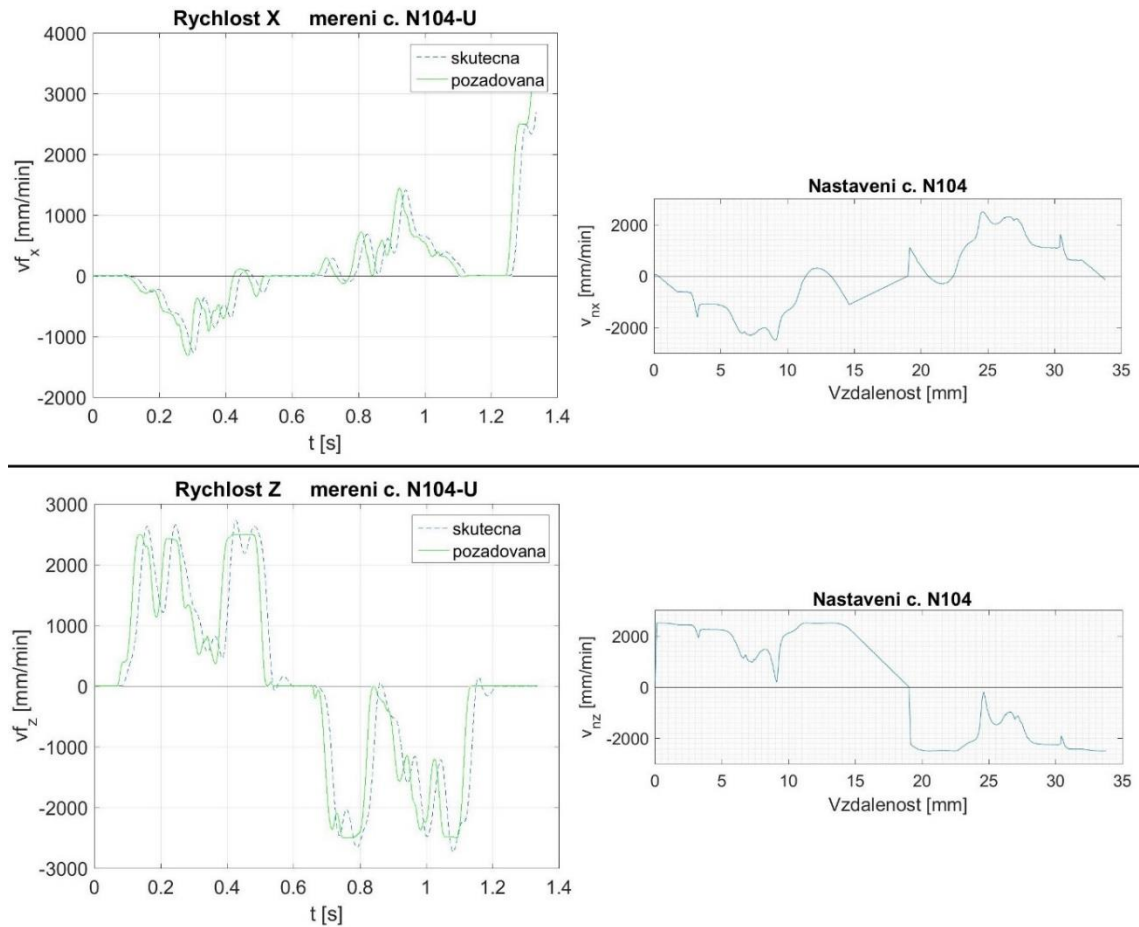 Rychlost X mereni c. N104-U
4000
3000
2000
1000
0
-1000
-2000
vf_x [mm/min]
skutecna
pozadovana
0 0.2 0.4 0.6 0.8 1 1.2 1.4
t [s]
Nastaveni c. N104
2000
0
-2000
v_nx [mm/min]
0 5 10 15 20 25 30 35
Vzdalenost [mm]
Rychlost Z mereni c. N104-U
3000
2000
1000
0
-1000
-2000
-3000
vf_z [mm/min]
skutecna
pozadovana
0 0.2 0.4 0.6 0.8 1 1.2 1.4
t [s]
Nastaveni c. N104
2000
0
-2000
v_nz [mm/min]
0 5 10 15 20 25 30 35
Vzdalenost [mm]